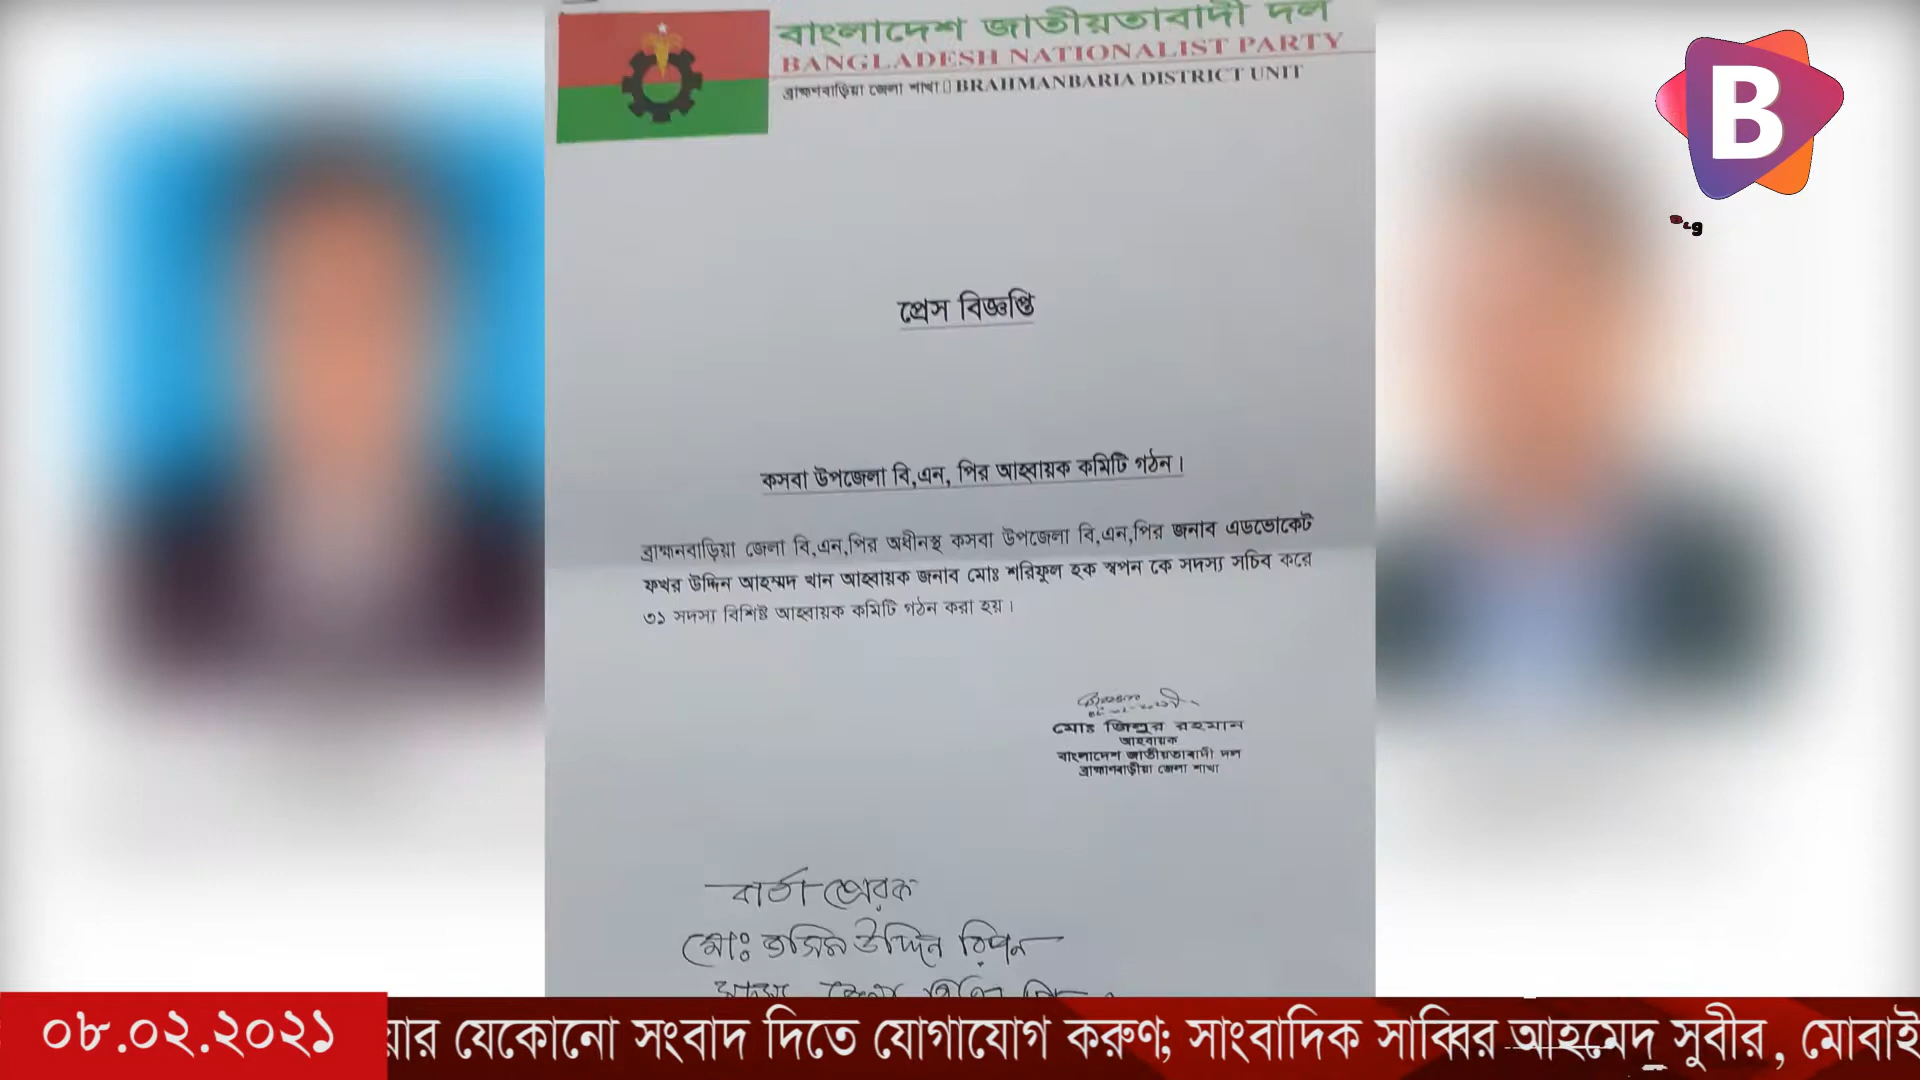 বাংলাদেশ জাতীয়তাবাদী দল
BANGLADESH NATIONALIST PARTY
ব্রাহ্মণবাড়িয়া জেলা শাখা BRAHMANBARIA DISTRICT UNIT
B
প্রেস বিজ্ঞপ্তি
কসবা উপজেলা বি,এন, পির আহ্বায়ক কমিটি গঠন।
ব্রাহ্মানবাড়িয়া জেলা বি,এন,পির অধীনস্থ কসবা উপজেলা বি,এন,পির জনাব এডভোকেট
ফখর উদ্দিন আহম্মদ খান আহ্বায়ক জনাব মোঃ শরিফুল হক স্বপন কে সদস্য সচিব করে
৩১ সদস্য বিশিষ্ট আহ্বায়ক কমিটি গঠন করা হয়।
মোঃ জিল্লুর রহমান
আহবায়ক
বাংলাদেশ জাতীয়তাবাদী দল
ব্রাহ্মণবাড়ীয়া জেলা শাখা
বার্তা প্রেরক
মোঃ উদ্দিন রিপন
০৮.০২.২০২১
য়ার যেকোনো সংবাদ দিতে যোগাযোগ করুণ; সাংবাদিক সাব্বির আহমেদ সুবীর, মোবাই